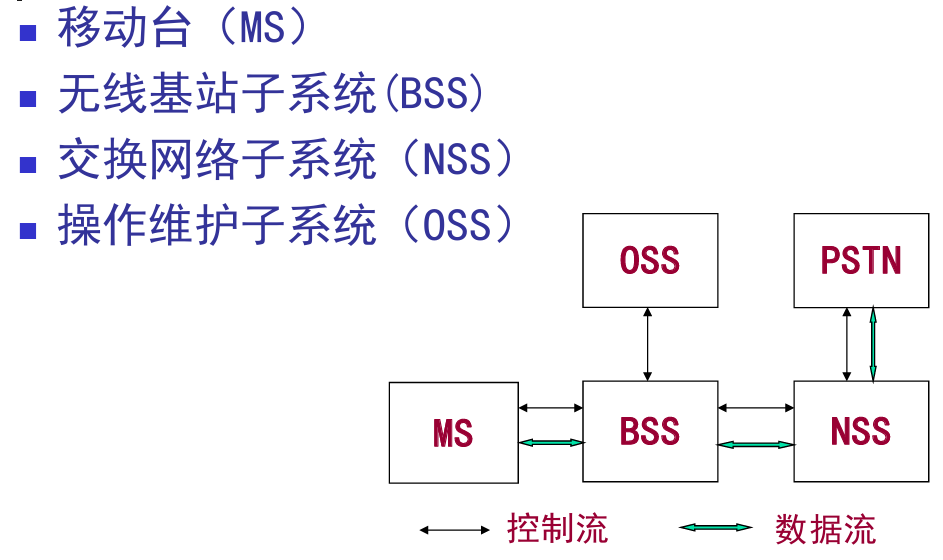 移动台（MS）
无线基站子系统(BSS)
交换网络子系统（NSS）
操作维护子系统（OSS）
OSS
PSTN
MS
BSS
NSS
控制流
数据流